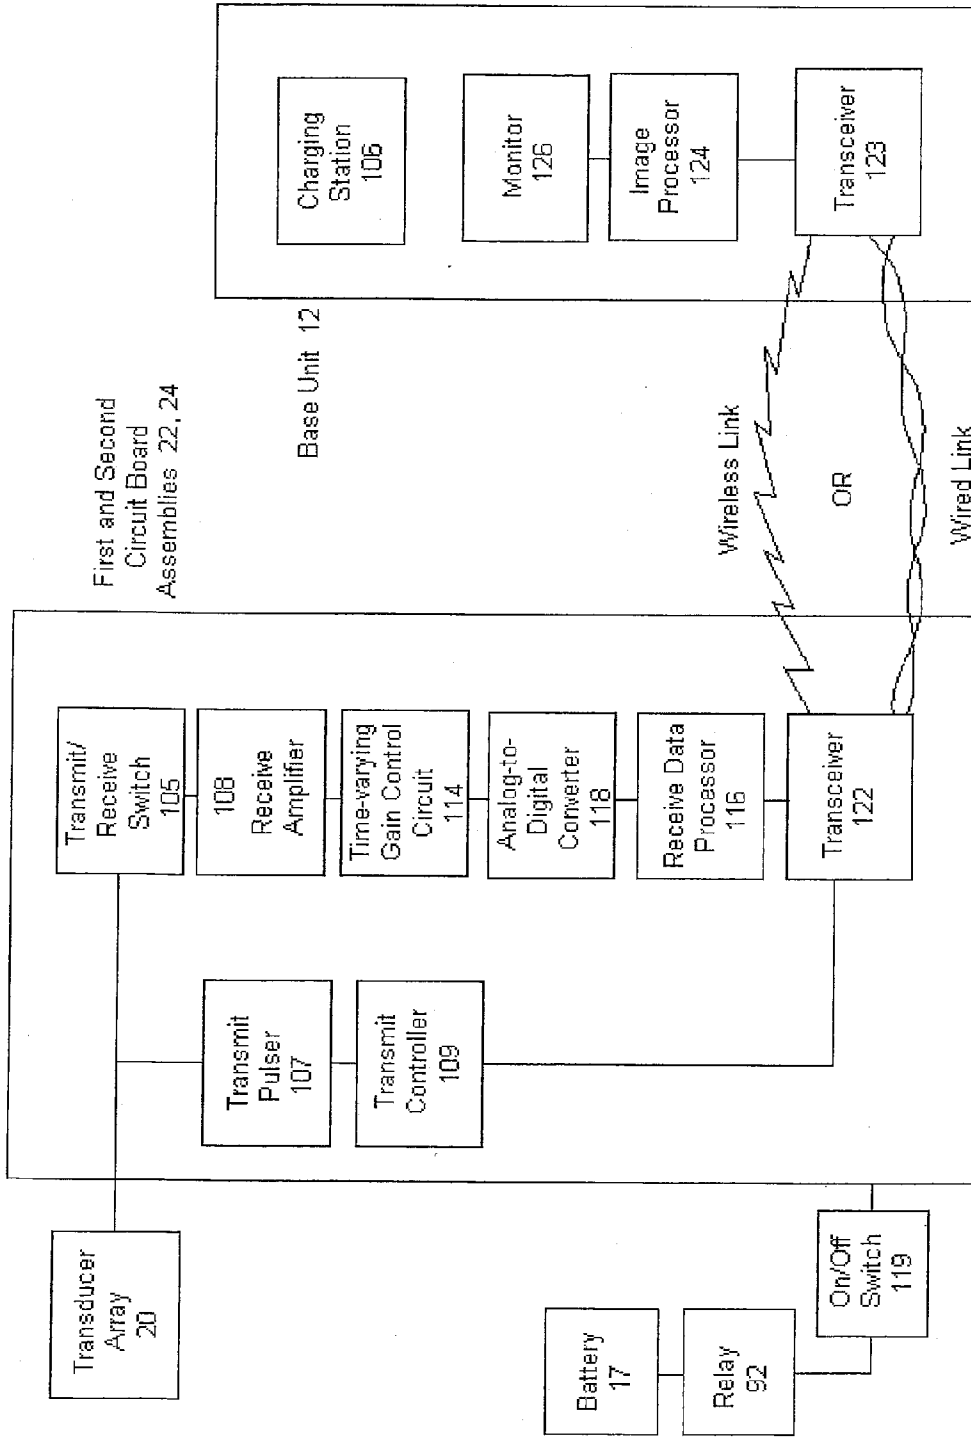 First and Second
Circuit Board
Assemblies 22, 24
Transducer
Array
20
Transmit/
Receive
Switch
105
108
Receive
Amplifier
Time-varying
Gain Control
Circuit
114
Analog-to-
Digital
Converter
118
Receive Data
Processor
116
Transceiver
122
Transmit
Pulser
107
Transmit
Controller
109
Battery
17
Relay
92
On/Off
Switch
119
Wireless Link
OR
Wired Link
Base Unit 12
Charging
Station
106
Monitor
126
Image
Processor
124
Transceiver
123